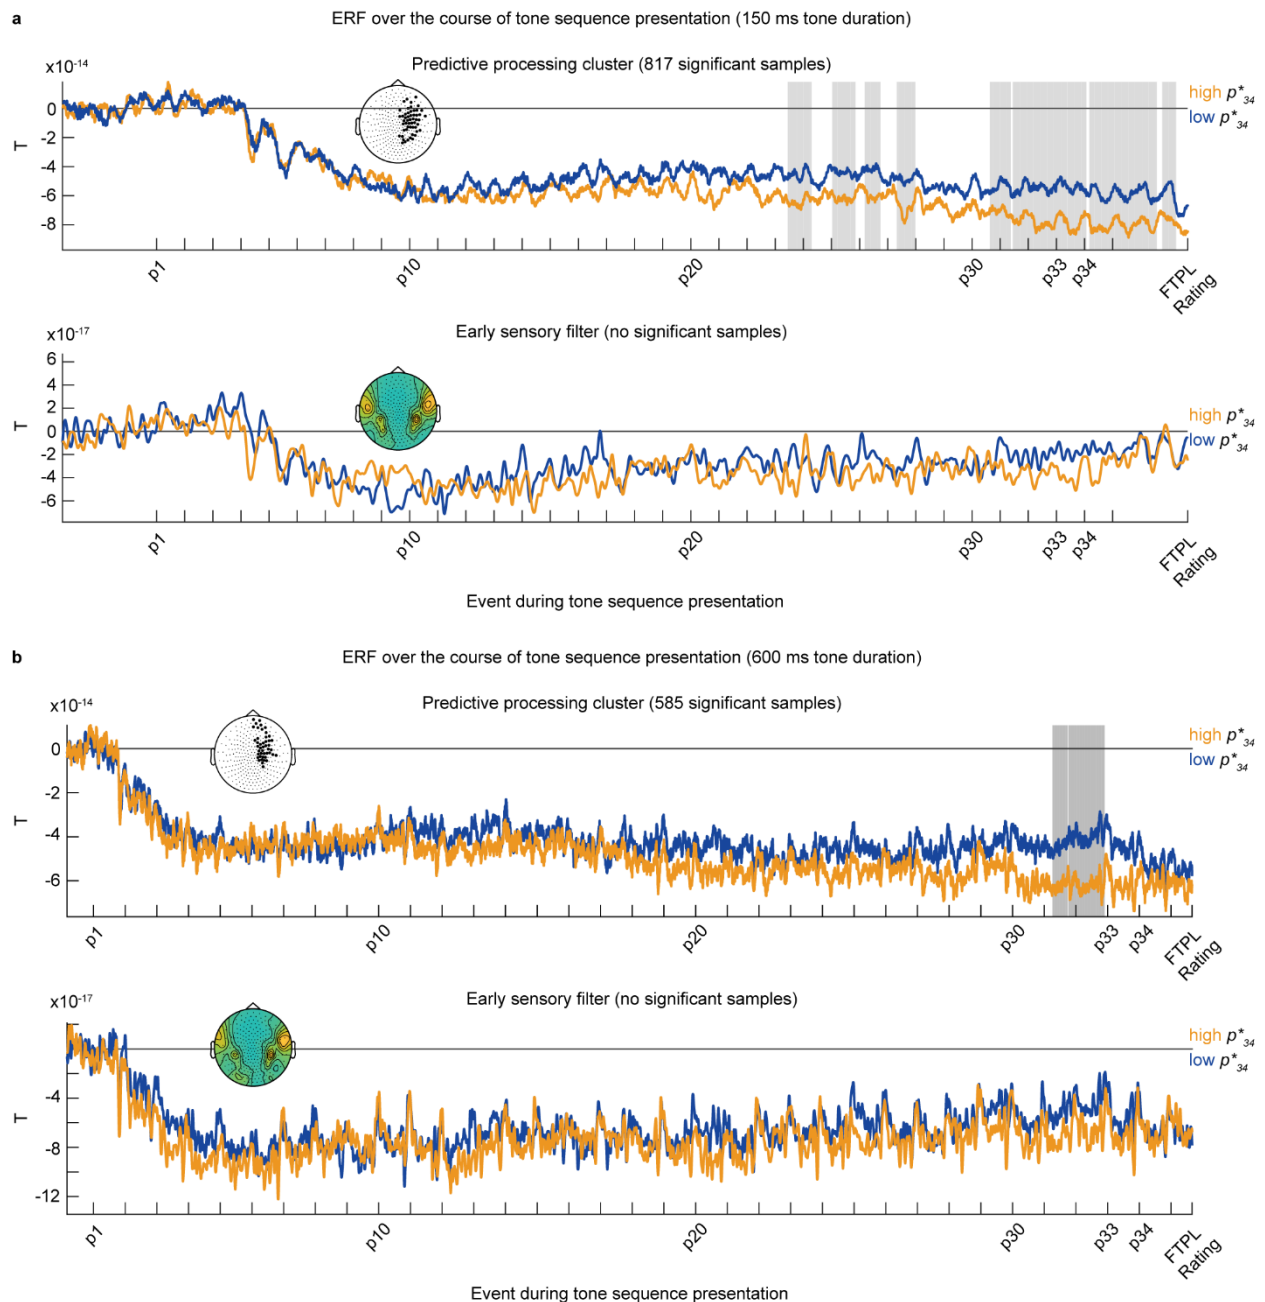 a
ERF over the course of tone sequence presentation (150 ms tone duration)
Predictive processing cluster (817 significant samples)
x10-14
0
-2
-4
-6
-8
T
high p*34
low p*34
p1
p10
p20
p30
p33
p34
FTPL
Rating
Early sensory filter (no significant samples)
x10-17
6
4
2
0
-2
-4
-6
T
high p*34
low p*34
p1
p10
p20
p30
p33
p34
FTPL
Rating
Event during tone sequence presentation
b
ERF over the course of tone sequence presentation (600 ms tone duration)
Predictive processing cluster (585 significant samples)
x10-14
0
-2
-4
-6
T
high p*34
low p*34
p1
p10
p20
p30
p33
p34
FTPL
Rating
Early sensory filter (no significant samples)
x10-17
-4
-8
-12
T
high p*34
low p*34
p1
p10
p20
p30
p33
p34
FTPL
Rating
Event during tone sequence presentation